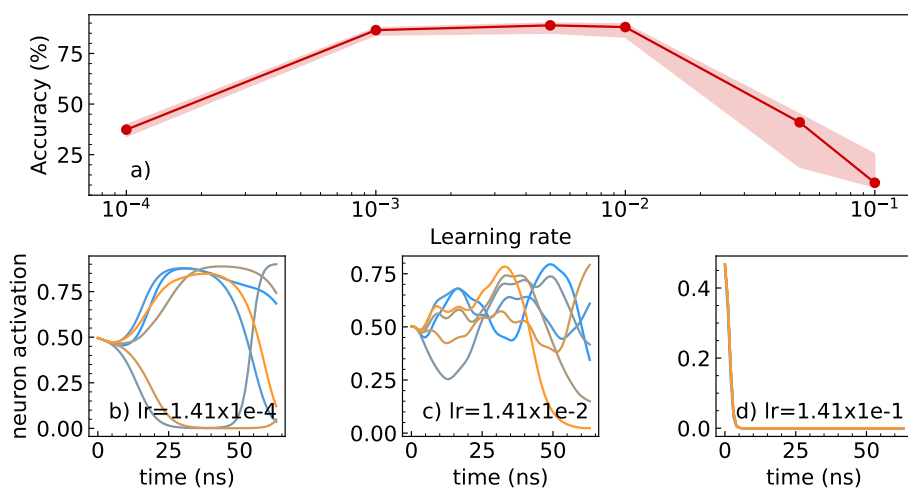 Accuracy (%)
75
50
25
a)
10⁻⁴ 10⁻³ 10⁻² 10⁻¹
Learning rate
neuron activation
0.75
0.50
0.25
0.00
b) lr=1.41x1e-4
0 25 50
time (ns)
0.75
0.50
0.25
0.00
c) lr=1.41x1e-2
0 25 50
time (ns)
0.4
0.2
0.0
d) lr=1.41x1e-1
0 25 50
time (ns)